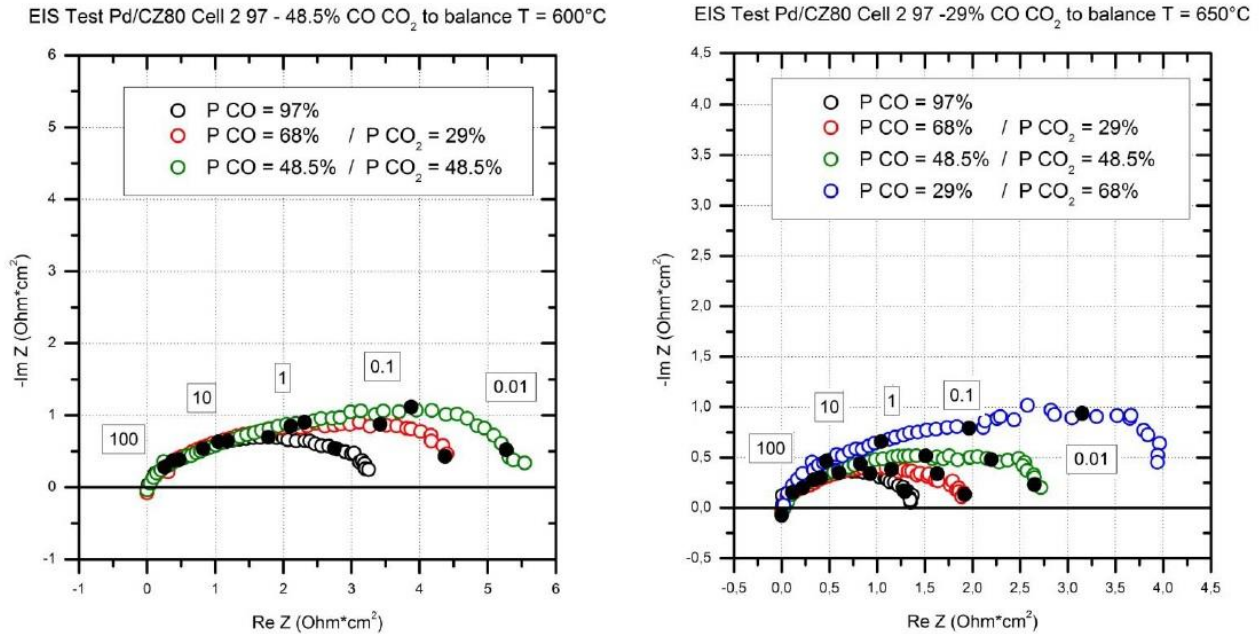 EIS Test Pd/CZ80 Cell 2 97 - 48.5% CO CO₂ to balance T = 600°C
6
5
4
3
2
1
0
-1
-Im Z (Ohm*cm²)
P CO = 97%
P CO = 68% / P CO₂ = 29%
P CO = 48.5% / P CO₂ = 48.5%
100
10
1
0.1
0.01
-1 0 1 2 3 4 5 6
Re Z (Ohm*cm²)
EIS Test Pd/CZ80 Cell 2 97 -29% CO CO₂ to balance T = 650°C
4,5
4,0
3,5
3,0
2,5
2,0
1,5
1,0
0,5
0,0
-0,5
-Im Z (Ohm*cm²)
P CO = 97%
P CO = 68% / P CO₂ = 29%
P CO = 48.5% / P CO₂ = 48.5%
P CO = 29% / P CO₂ = 68%
100
10
1
0.1
0.01
-0,5 0,0 0,5 1,0 1,5 2,0 2,5 3,0 3,5 4,0 4,5
Re Z (Ohm*cm²)